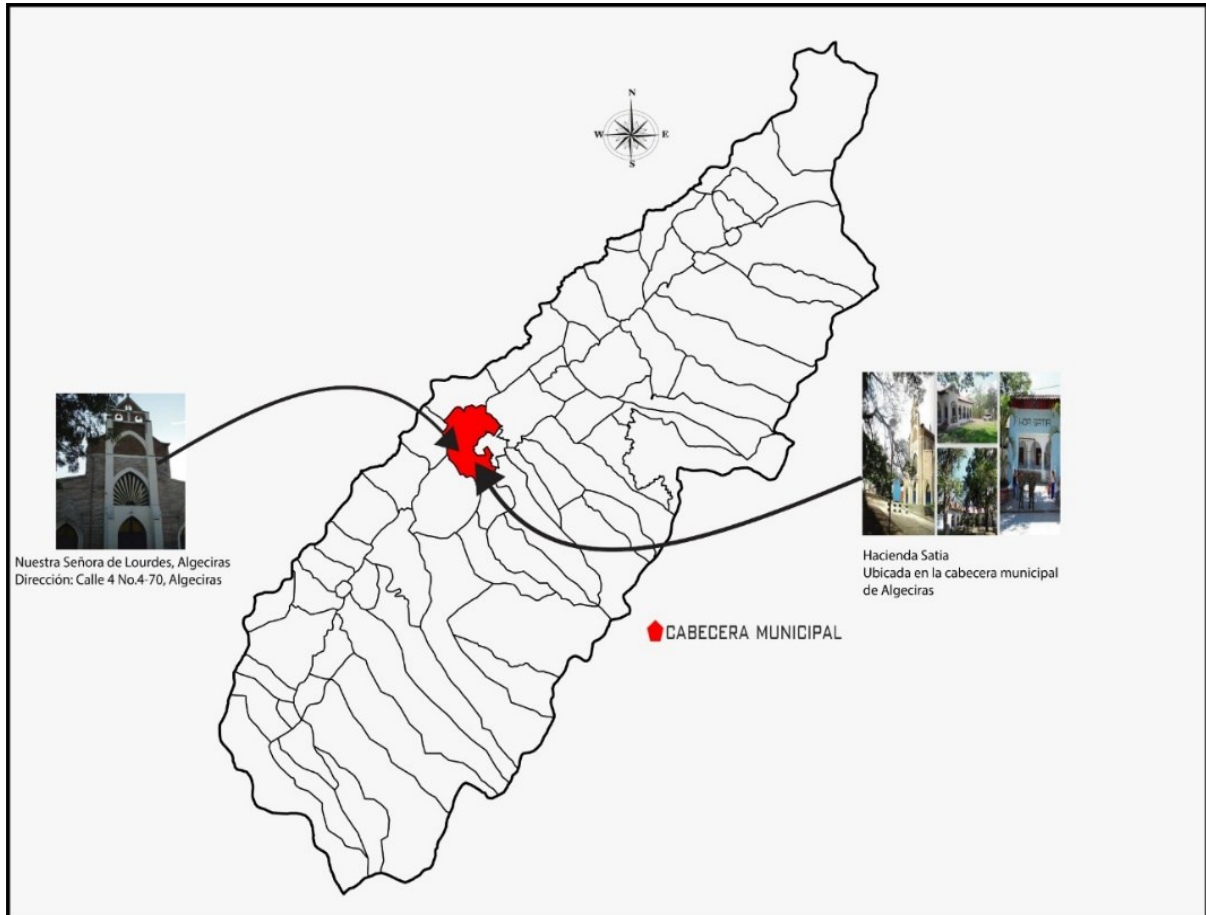 N
W E
S
Nuestra Señora de Lourdes, Algeciras
Dirección: Calle 4 No.4-70, Algeciras
Hacienda Satia
Ubicada en la cabecera municipal
de Algeciras
CABECERA MUNICIPAL